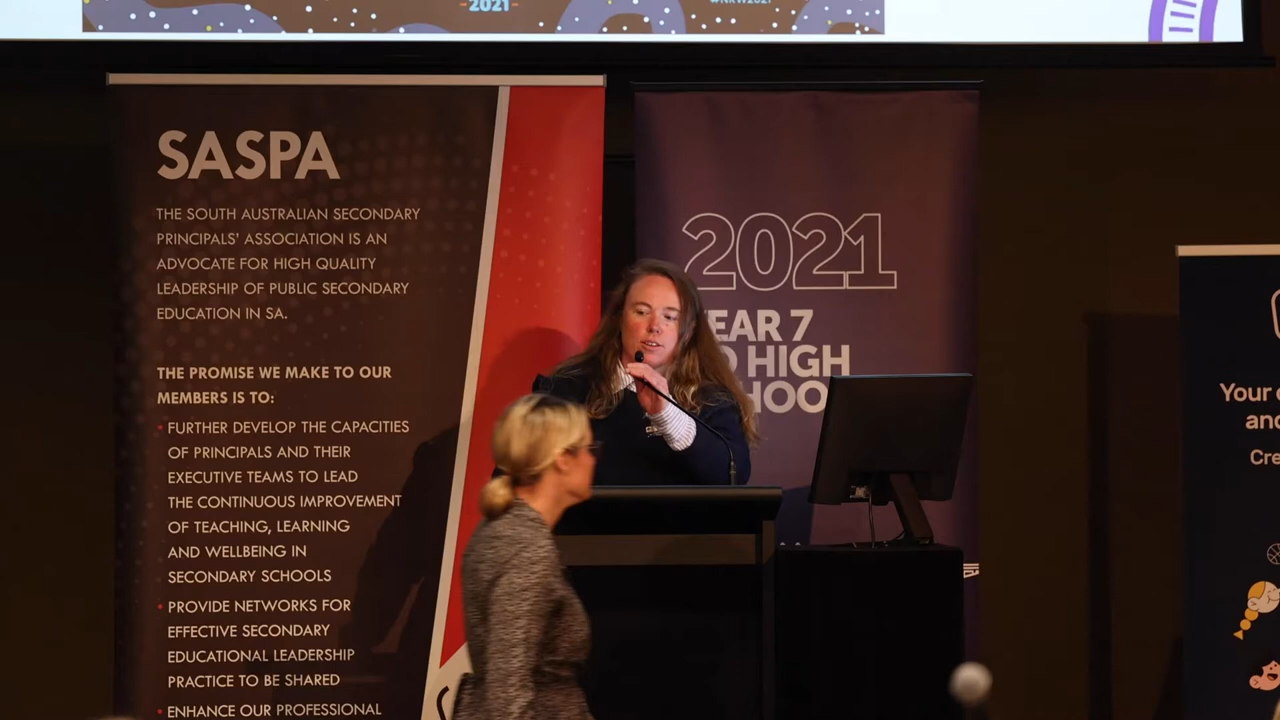 2021
#NRW2021
SASPA
THE SOUTH AUSTRALIAN SECONDARY
PRINCIPALS' ASSOCIATION IS AN
ADVOCATE FOR HIGH QUALITY
LEADERSHIP OF PUBLIC SECONDARY
EDUCATION IN SA.
THE PROMISE WE MAKE TO OUR
MEMBERS IS TO:
• FURTHER DEVELOP THE CAPACITIES
OF PRINCIPALS AND THEIR
EXECUTIVE TEAMS TO LEAD
THE CONTINUOUS IMPROVEMENT
OF TEACHING, LEARNING
AND WELLBEING IN
SECONDARY SCHOOLS
• PROVIDE NETWORKS FOR
EFFECTIVE SECONDARY
EDUCATIONAL LEADERSHIP
PRACTICE TO BE SHARED
• ENHANCE OUR PROFESSIONAL
2021
EAR 7
HIGH
HOO
Your
and
Cre